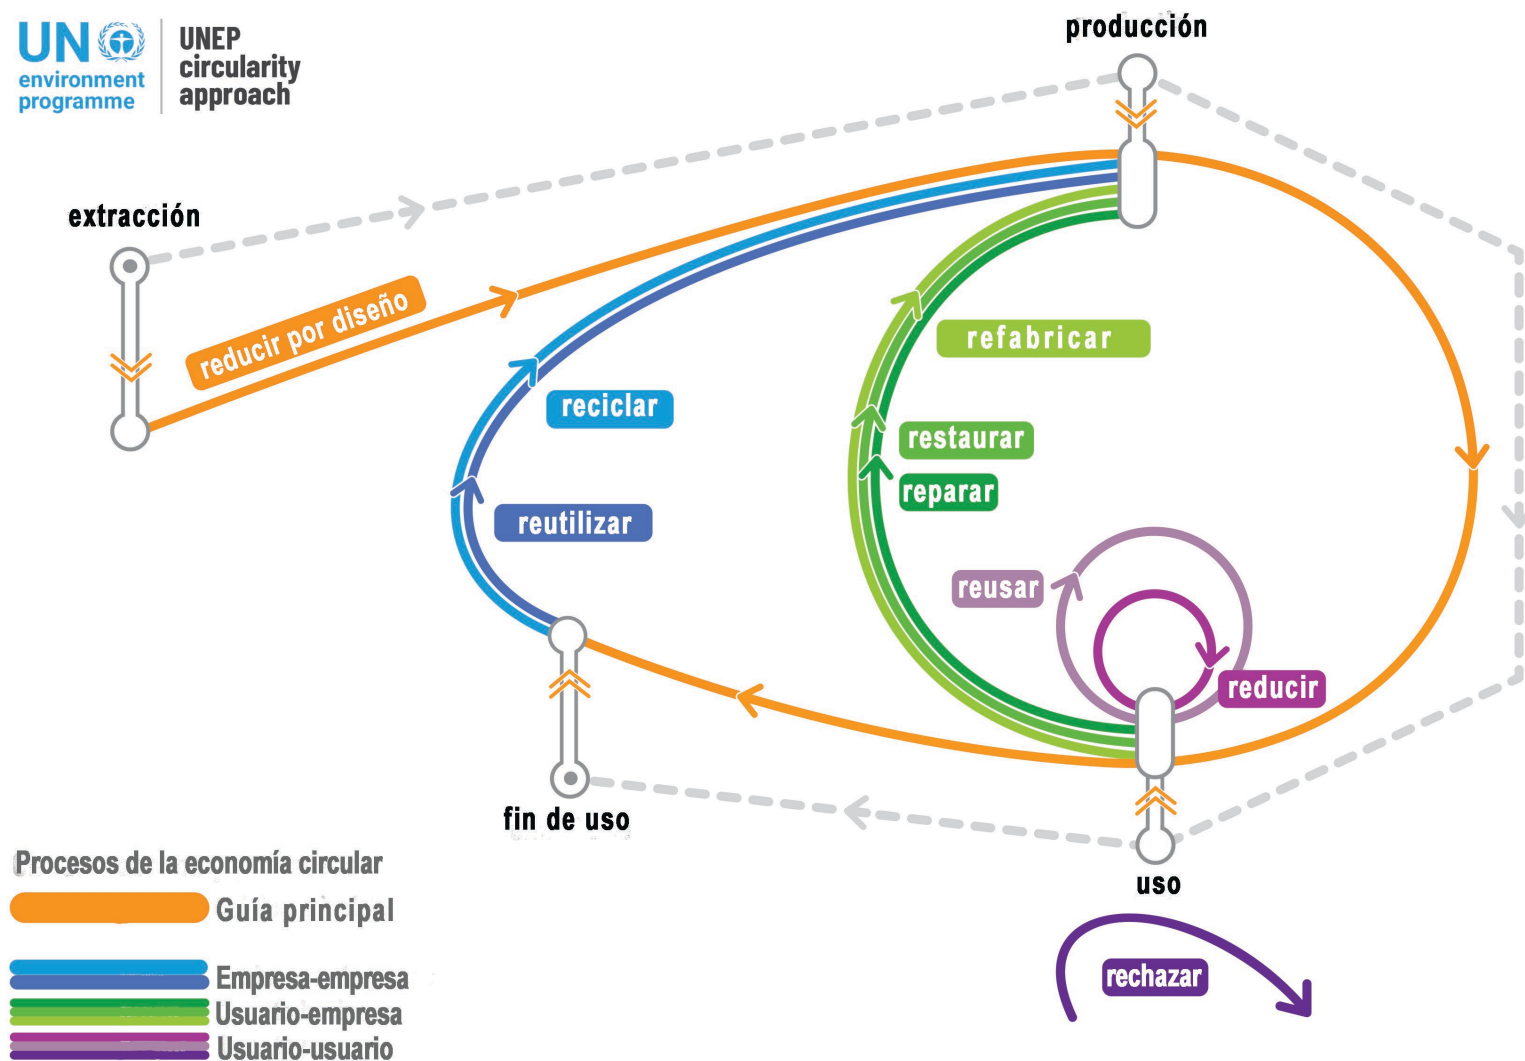 UN
environment
programme
UNEP
circularity
approach
producción
extracción
reducir por diseño
refabricar
reciclar
restaurar
reparar
reutilizar
reusar
reducir
fin de uso
uso
rechazar
Procesos de la economía circular
Guía principal
Empresa-empresa
Usuario-empresa
Usuario-usuario